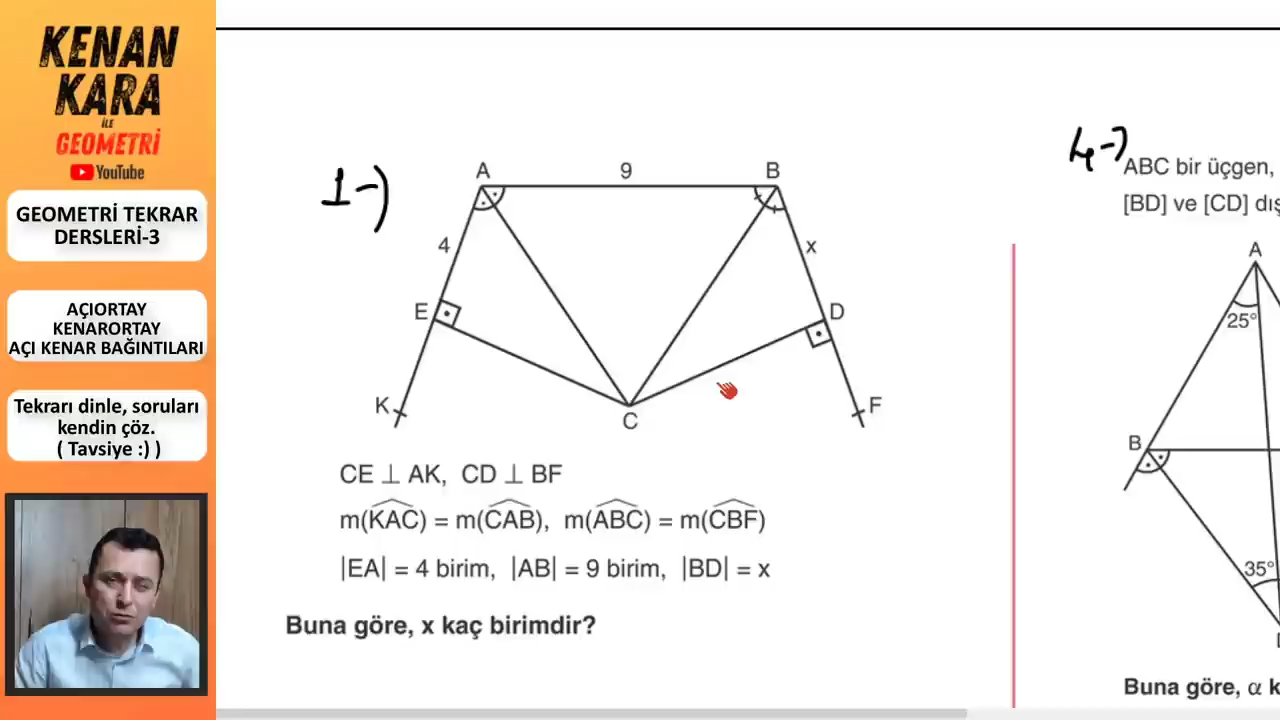 KENAN
KARA
İLE
GEOMETRİ
YouTube
GEOMETRİ TEKRAR
DERSLERİ-3
AÇIORTAY
KENARORTAY
AÇI KENAR BAĞINTILARI
Tekrarı dinle, soruları
kendin çöz.
( Tavsiye :) )
1-)
A
9
B
4
x
E
D
K
C
F
CE ⊥ AK, CD ⊥ BF
m(KAC) = m(CAB), m(ABC) = m(CBF)
|EA| = 4 birim, |AB| = 9 birim, |BD| = x
Buna göre, x kaç birimdir?
4-)
ABC bir üçgen,
[BD] ve [CD] dış
A
25°
B
35°
Buna göre, α k